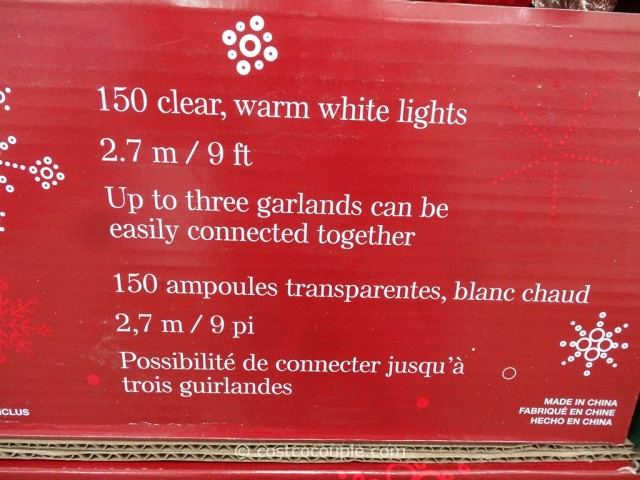 150 clear, warm white lights
2.7 m / 9 ft
Up to three garlands can be
easily connected together
150 ampoules transparentes, blanc chaud
2,7 m / 9 pi
Possibilité de connecter jusqu'à
trois guirlandes
MADE IN CHINA
FABRIQUÉ EN CHINE
HECHO EN CHINA
© costcocouple.com